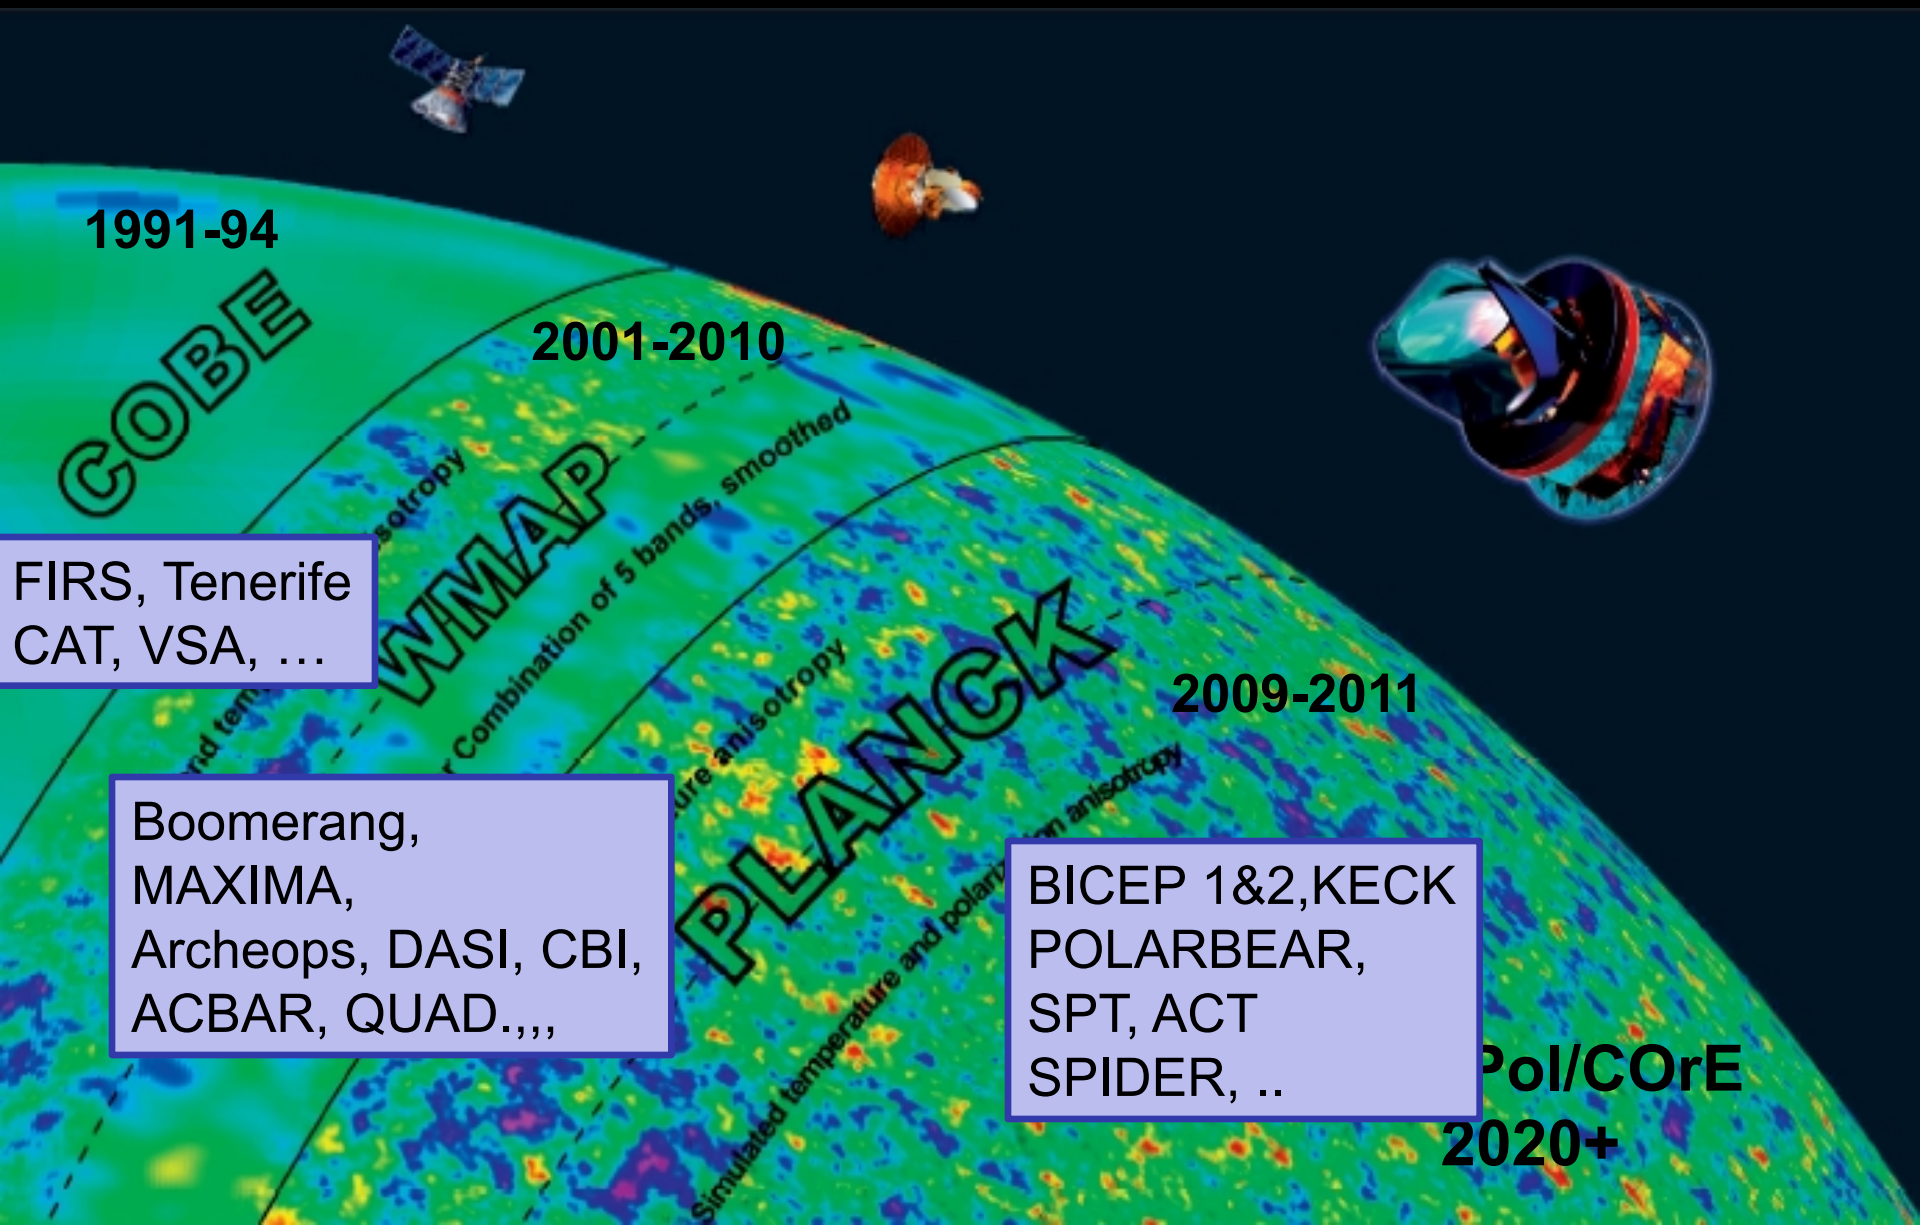 1991-94
COBE
2001-2010
WMAP
Combination of 5 bands, smoothed
FIRS, Tenerife
CAT, VSA, …
PLANCK
2009-2011
anisotropy
Simulated temperature and
anisotropy
Boomerang,
MAXIMA,
Archeops, DASI, CBI,
ACBAR, QUAD.,,,
BICEP 1&2,KECK
POLARBEAR,
SPT, ACT
SPIDER, ..
Pol/COrE
2020+